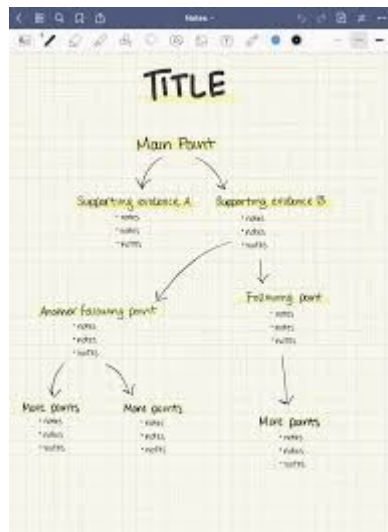 Notes
TITLE
Main Point
Supporting evidence A
Supporting evidence B
• notes
• notes
• notes
• notes
• notes
• notes
Another following point
Following point
• notes
• notes
• notes
• notes
• notes
• notes
More points
More points
More points
• notes
• notes
• notes
• notes
• notes
• notes
• notes
• notes
• notes